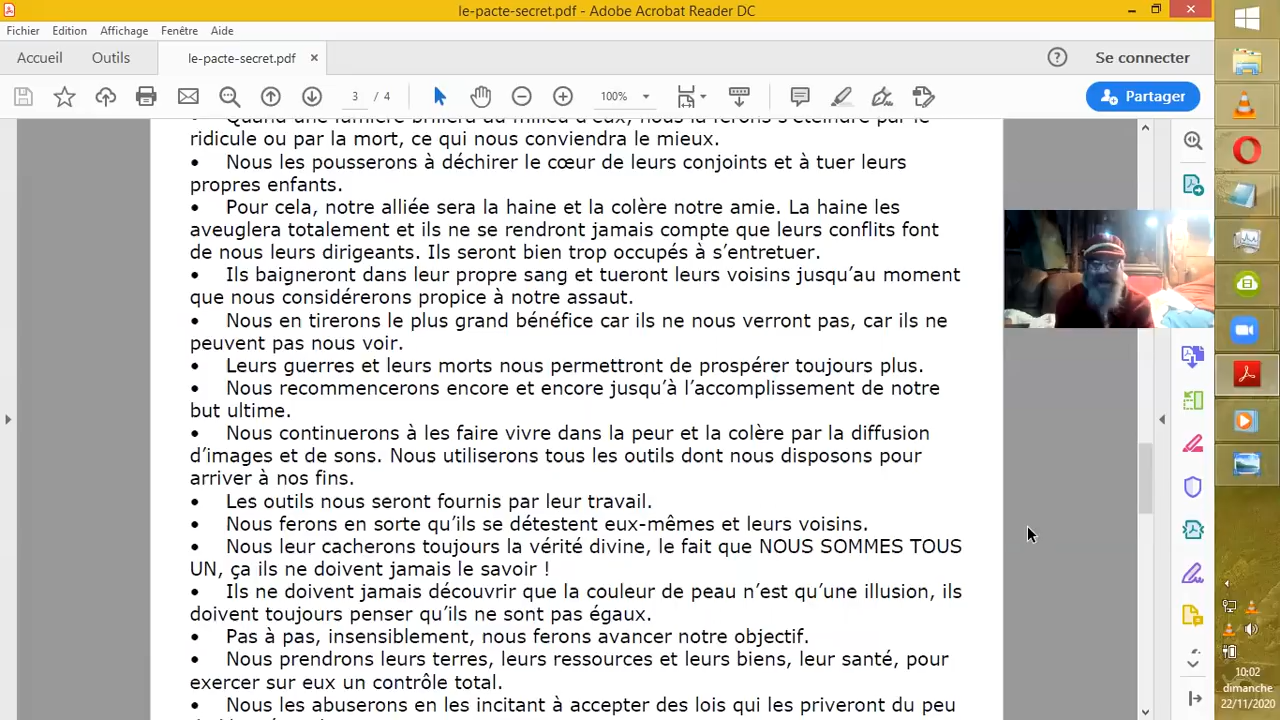 le-pacte-secret.pdf - Adobe Acrobat Reader DC
Fichier Edition Affichage Fenêtre Aide
Accueil Outils le-pacte-secret.pdf × Se connecter
3 / 4 100% Partager
Quand une lumière brillera au milieu d'eux, nous la ferons s'éteindre par le
ridicule ou par la mort, ce qui nous conviendra le mieux.
• Nous les pousserons à déchirer le cœur de leurs conjoints et à tuer leurs
propres enfants.
• Pour cela, notre alliée sera la haine et la colère notre amie. La haine les
aveuglera totalement et ils ne se rendront jamais compte que leurs conflits font
de nous leurs dirigeants. Ils seront bien trop occupés à s'entretuer.
• Ils baigneront dans leur propre sang et tueront leurs voisins jusqu'au moment
que nous considérerons propice à notre assaut.
• Nous en tirerons le plus grand bénéfice car ils ne nous verront pas, car ils ne
peuvent pas nous voir.
• Leurs guerres et leurs morts nous permettront de prospérer toujours plus.
• Nous recommencerons encore et encore jusqu'à l'accomplissement de notre
but ultime.
• Nous continuerons à les faire vivre dans la peur et la colère par la diffusion
d'images et de sons. Nous utiliserons tous les outils dont nous disposons pour
arriver à nos fins.
• Les outils nous seront fournis par leur travail.
• Nous ferons en sorte qu'ils se détestent eux-mêmes et leurs voisins.
• Nous leur cacherons toujours la vérité divine, le fait que NOUS SOMMES TOUS
UN, ça ils ne doivent jamais le savoir !
• Ils ne doivent jamais découvrir que la couleur de peau n'est qu'une illusion, ils
doivent toujours penser qu'ils ne sont pas égaux.
• Pas à pas, insensiblement, nous ferons avancer notre objectif.
• Nous prendrons leurs terres, leurs ressources et leurs biens, leur santé, pour
exercer sur eux un contrôle total.
• Nous les abuserons en les incitant à accepter des lois qui les priveront du peu
10:02
dimanche
22/11/2020